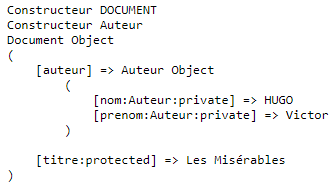 Constructeur DOCUMENT
Constructeur Auteur
Document Object
(
    [auteur] => Auteur Object
        (
            [nom:Auteur:private] => HUGO
            [prenom:Auteur:private] => Victor
        )

    [titre:protected] => Les Misérables
)